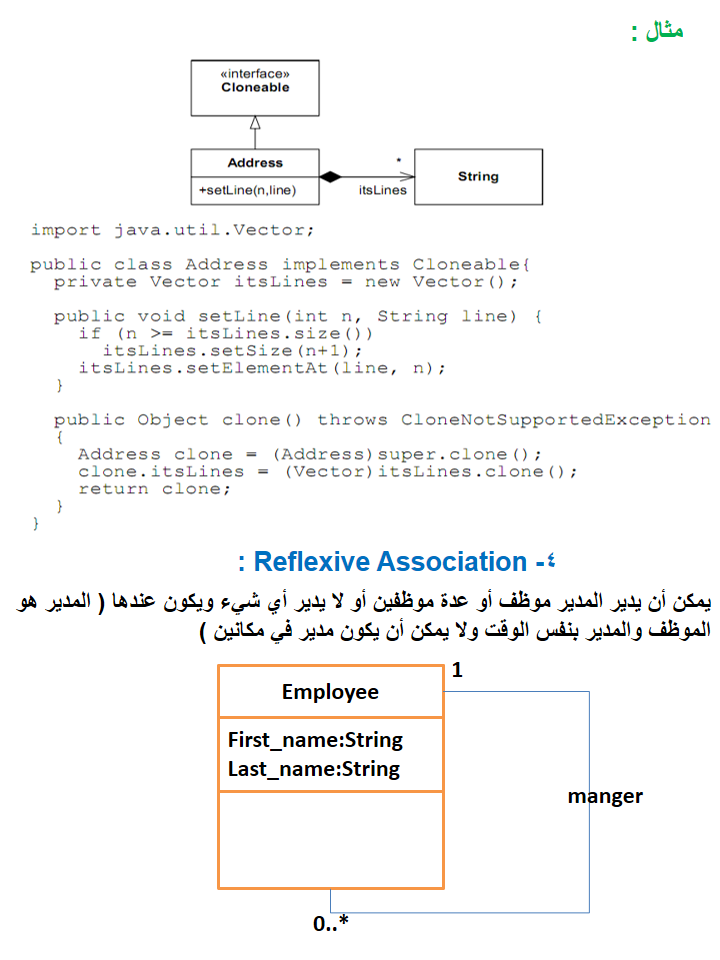 مثال :
«interface»
Cloneable
Address
+setLine(n,line)
*
itsLines
String
import java.util.Vector;
public class Address implements Cloneable{
private Vector itsLines = new Vector();
public void setLine(int n, String line) {
if (n >= itsLines.size())
itsLines.setSize(n+1);
itsLines.setElementAt(line, n);
}
public Object clone() throws CloneNotSupportedException
{
Address clone = (Address)super.clone();
clone.itsLines = (Vector)itsLines.clone();
return clone;
}
}
٤- Reflexive Association :
يمكن أن يدير المدير موظف أو عدة موظفين أو لا يدير أي شيء ويكون عندها ( المدير هو
الموظف والمدير بنفس الوقت ولا يمكن أن يكون مدير في مكانين )
1
Employee
First_name:String
Last_name:String
manger
0..*